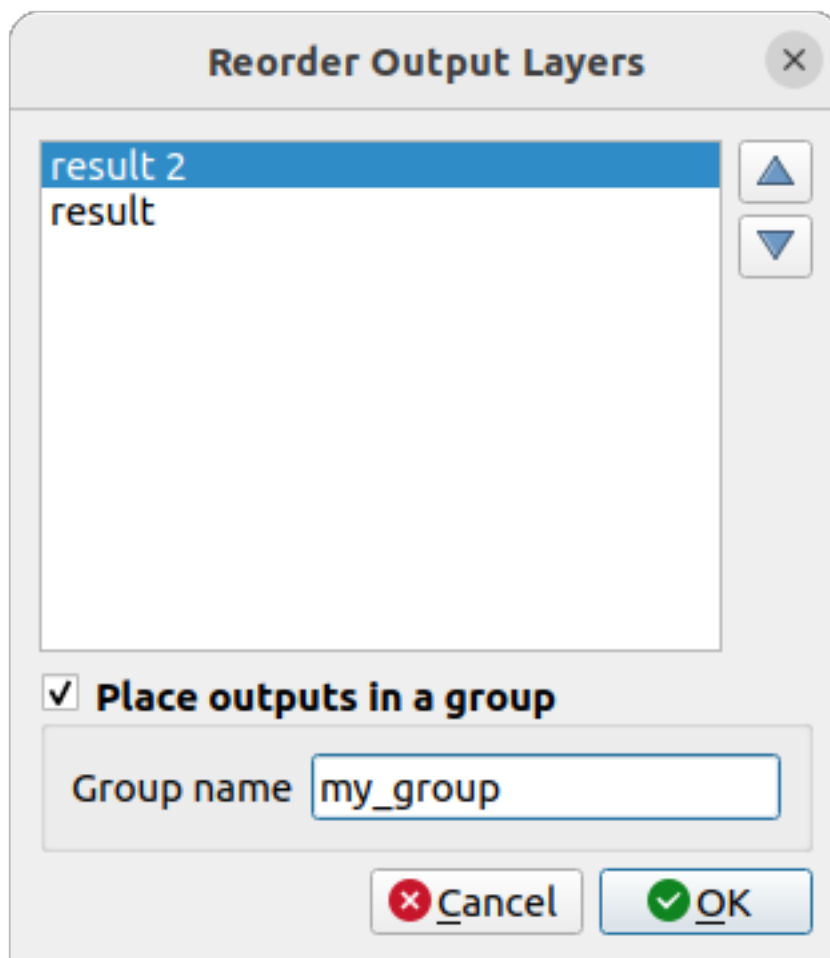 Reorder Output Layers
result 2
result
Place outputs in a group
Group name my_group
Cancel OK